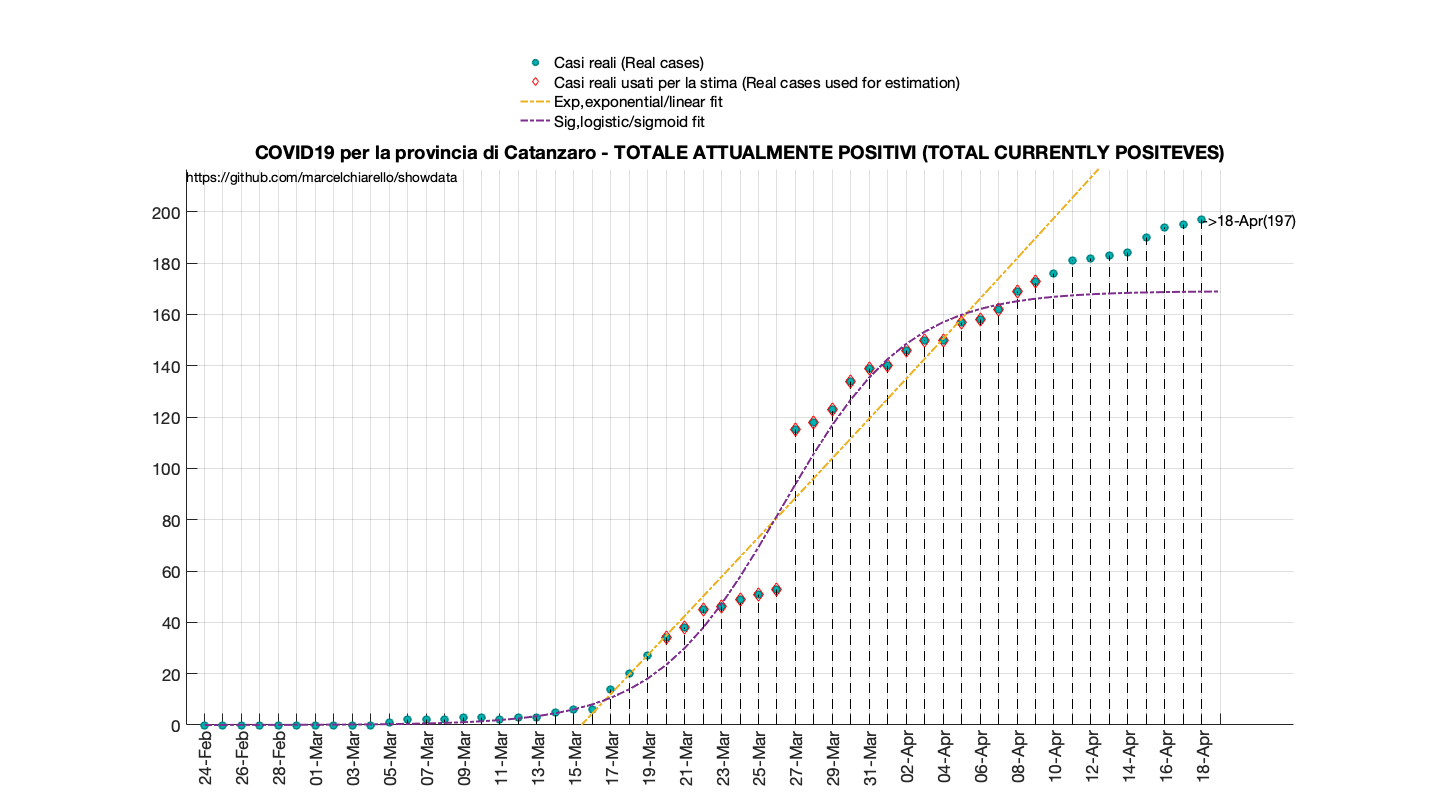 Casi reali (Real cases)
Casi reali usati per la stima (Real cases used for estimation)
Exp,exponential/linear fit
Sig,logistic/sigmoid fit
COVID19 per la provincia di Catanzaro - TOTALE ATTUALMENTE POSITIVI (TOTAL CURRENTLY POSITEVES)
https://github.com/marcelchiarello/showdata
200
180
160
140
120
100
80
60
40
20
0
->18-Apr(197)
24-Feb
26-Feb
28-Feb
01-Mar
03-Mar
05-Mar
07-Mar
09-Mar
11-Mar
13-Mar
15-Mar
17-Mar
19-Mar
21-Mar
23-Mar
25-Mar
27-Mar
29-Mar
31-Mar
02-Apr
04-Apr
06-Apr
08-Apr
10-Apr
12-Apr
14-Apr
16-Apr
18-Apr